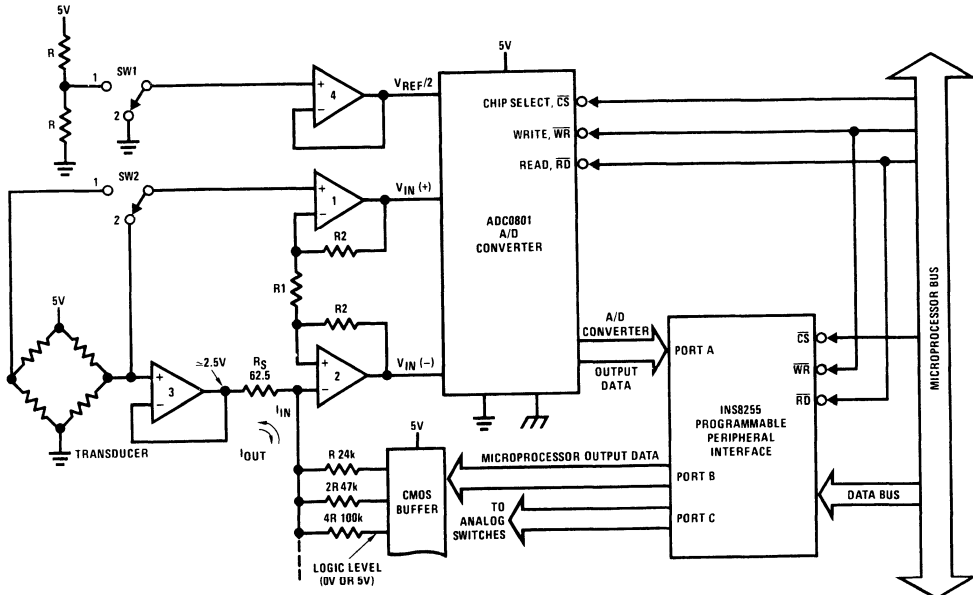 5V
R
1
SW1
2
R
+
−
4
VREF/2
5V
CHIP SELECT, CS
WRITE, WR
READ, RD
1
SW2
2
+
−
1
VIN (+)
R2
R1
R2
ADC0801
A/D
CONVERTER
5V
TRANSDUCER
+
−
3
≃2.5V
RS
62.5
IIN
IOUT
+
−
2
VIN (−)
A/D
CONVERTER
OUTPUT
DATA
PORT A
CS
WR
RD
INS8255
PROGRAMMABLE
PERIPHERAL
INTERFACE
PORT B
PORT C
MICROPROCESSOR BUS
5V
R 24k
2R 47k
4R 100k
CMOS
BUFFER
MICROPROCESSOR OUTPUT DATA
TO
ANALOG
SWITCHES
DATA BUS
LOGIC LEVEL
(0V OR 5V)